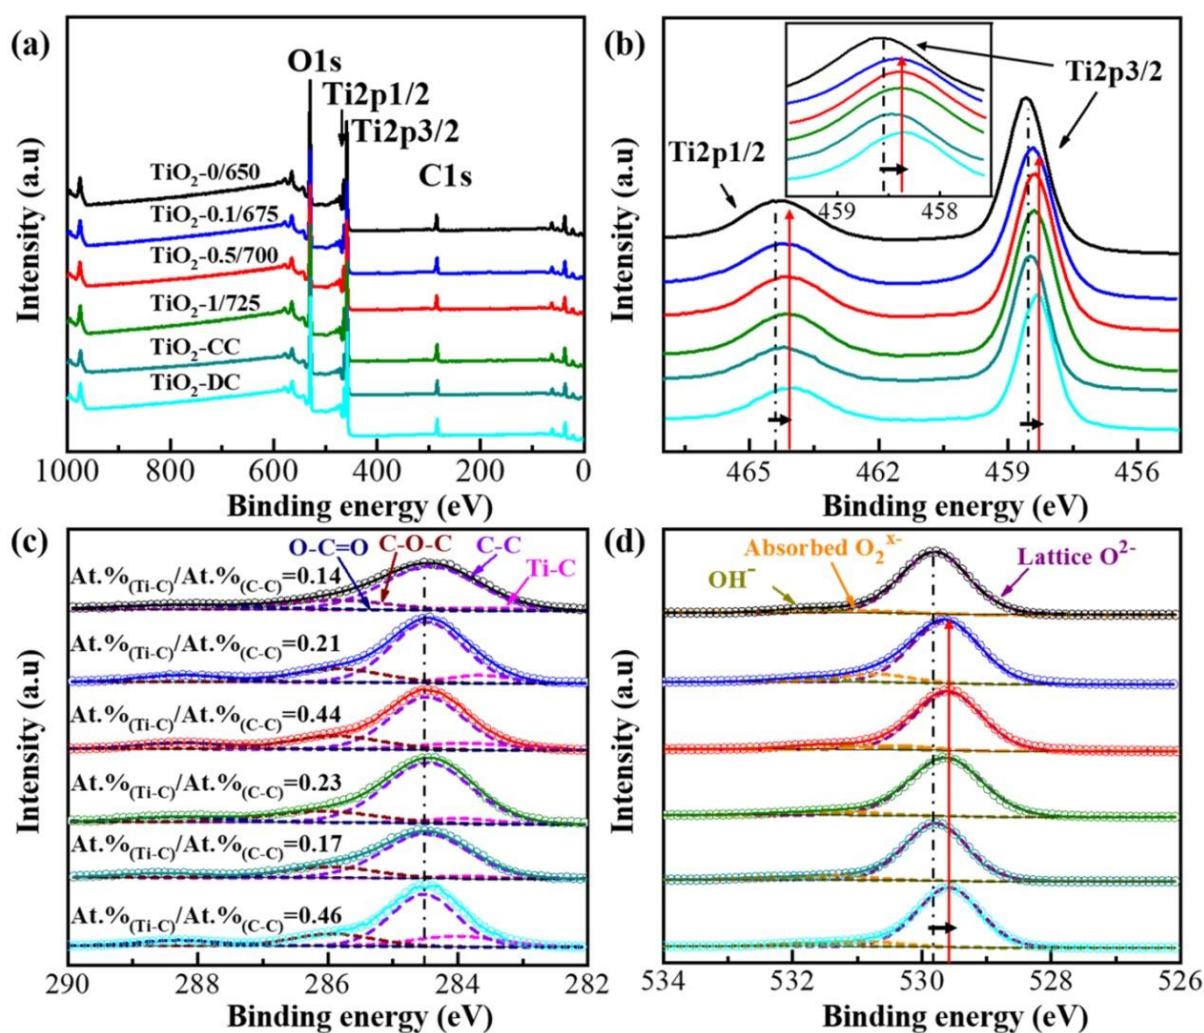 (a)
O1s
Ti2p1/2
Ti2p3/2
C1s
TiO2-0/650
TiO2-0.1/675
TiO2-0.5/700
TiO2-1/725
TiO2-CC
TiO2-DC
Intensity (a.u)
1000 800 600 400 200 0
Binding energy (eV)
(b)
Ti2p3/2
Ti2p1/2
459 458
Intensity (a.u)
465 462 459 456
Binding energy (eV)
(c)
O-C=O
C-O-C
C-C
Ti-C
At.%(Ti-C)/At.%(C-C)=0.14
At.%(Ti-C)/At.%(C-C)=0.21
At.%(Ti-C)/At.%(C-C)=0.44
At.%(Ti-C)/At.%(C-C)=0.23
At.%(Ti-C)/At.%(C-C)=0.17
At.%(Ti-C)/At.%(C-C)=0.46
Intensity (a.u)
290 288 286 284 282
Binding energy (eV)
(d)
Absorbed O2x-
OH-
Lattice O2-
Intensity (a.u)
534 532 530 528 526
Binding energy (eV)